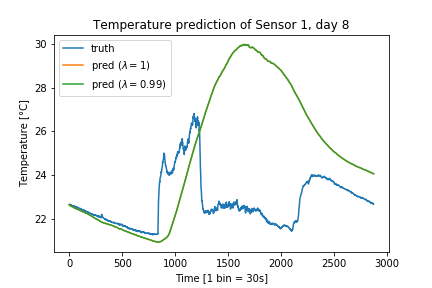 Temperature prediction of Sensor 1, day 8
truth
pred (λ = 1)
pred (λ = 0.99)
Temperature [°C]
30
28
26
24
22
0
500
1000
1500
2000
2500
3000
Time [1 bin = 30s]